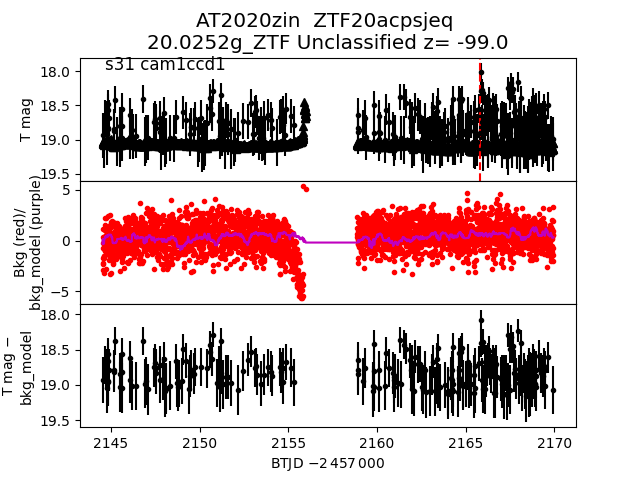 AT2020zin  ZTF20acpsjeq
20.0252g_ZTF Unclassified z= -99.0
s31 cam1ccd1
T mag
18.0
18.5
19.0
19.5
Bkg (red)/
bkg_model (purple)
5
0
−5
T mag −
bkg_model
18.0
18.5
19.0
19.5
2145
2150
2155
2160
2165
2170
BTJD −2 457 000